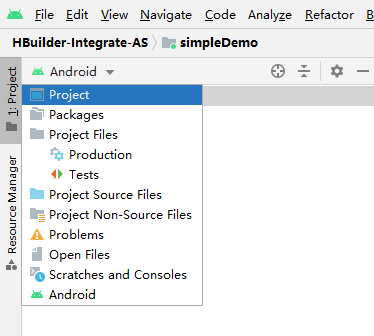 File Edit View Navigate Code Analyze Refactor B
HBuilder-Integrate-AS simpleDemo
1: Project
Resource Manager
Android
Project
Packages
Project Files
Production
Tests
Project Source Files
Project Non-Source Files
Problems
Open Files
Scratches and Consoles
Android